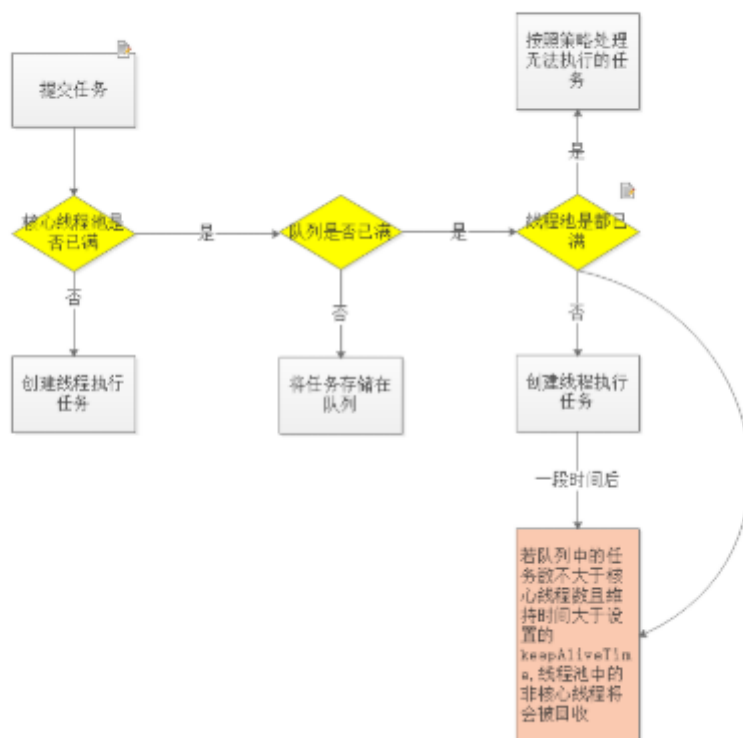 提交任务
核心线程池是
否已满
是
队列是否已满
是
线程池是都已
满
是
按照策略处理
无法执行的任
务
否
创建线程执行
任务
否
将任务存储在
队列
否
创建线程执行
任务
一段时间后
若队列中的任
务数不大于核
心线程数且维
持时间大于设
置的
keepAliveTim
e,线程池中的
非核心线程将
会被回收